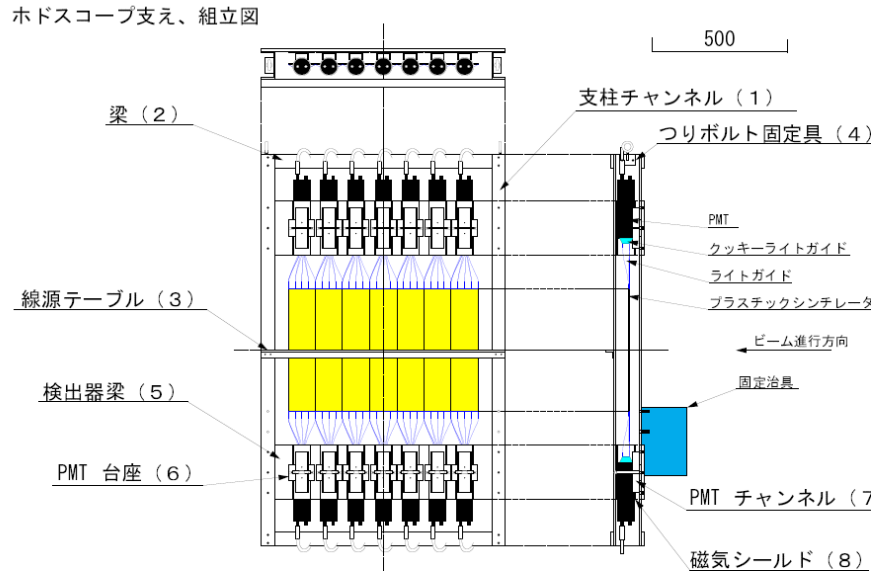 ホドスコープ支え、組立図
500
支柱チャンネル（１）
梁（２）
つりボルト固定具（４）
PMT
クッキーライトガイド
ライトガイド
プラスチックシンチレータ
線源テーブル（３）
ビーム進行方向
固定治具
検出器梁（５）
PMT 台座（６）
PMT チャンネル（７
磁気シールド（８）